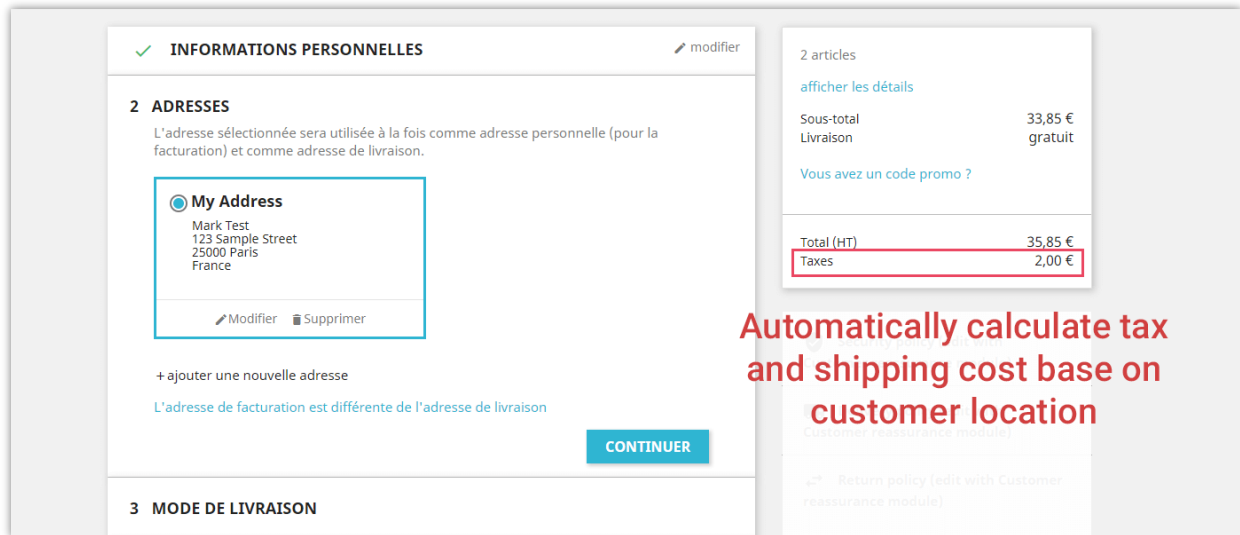 INFORMATIONS PERSONNELLES
modifier
2 ADRESSES
L'adresse sélectionnée sera utilisée à la fois comme adresse personnelle (pour la
facturation) et comme adresse de livraison.
My Address
Mark Test
123 Sample Street
25000 Paris
France
Modifier Supprimer
+ ajouter une nouvelle adresse
L'adresse de facturation est différente de l'adresse de livraison
CONTINUER
3 MODE DE LIVRAISON
2 articles
afficher les détails
Sous-total 33,85 €
Livraison gratuit
Vous avez un code promo ?
Total (HT) 35,85 €
Taxes 2,00 €
Automatically calculate tax
and shipping cost base on
customer location
Customer reassurance module)
Return policy (edit with Customer
reassurance module)